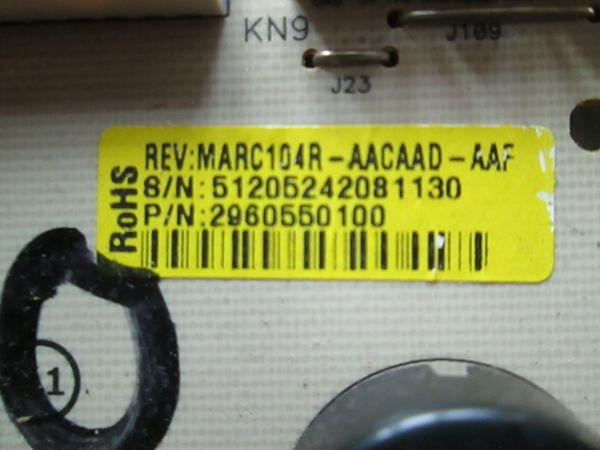 KN9
J109
J23
RoHS
REV:MARC104R-AACAAD-AAF
S/N:51205242081130
P/N:2960550100
1